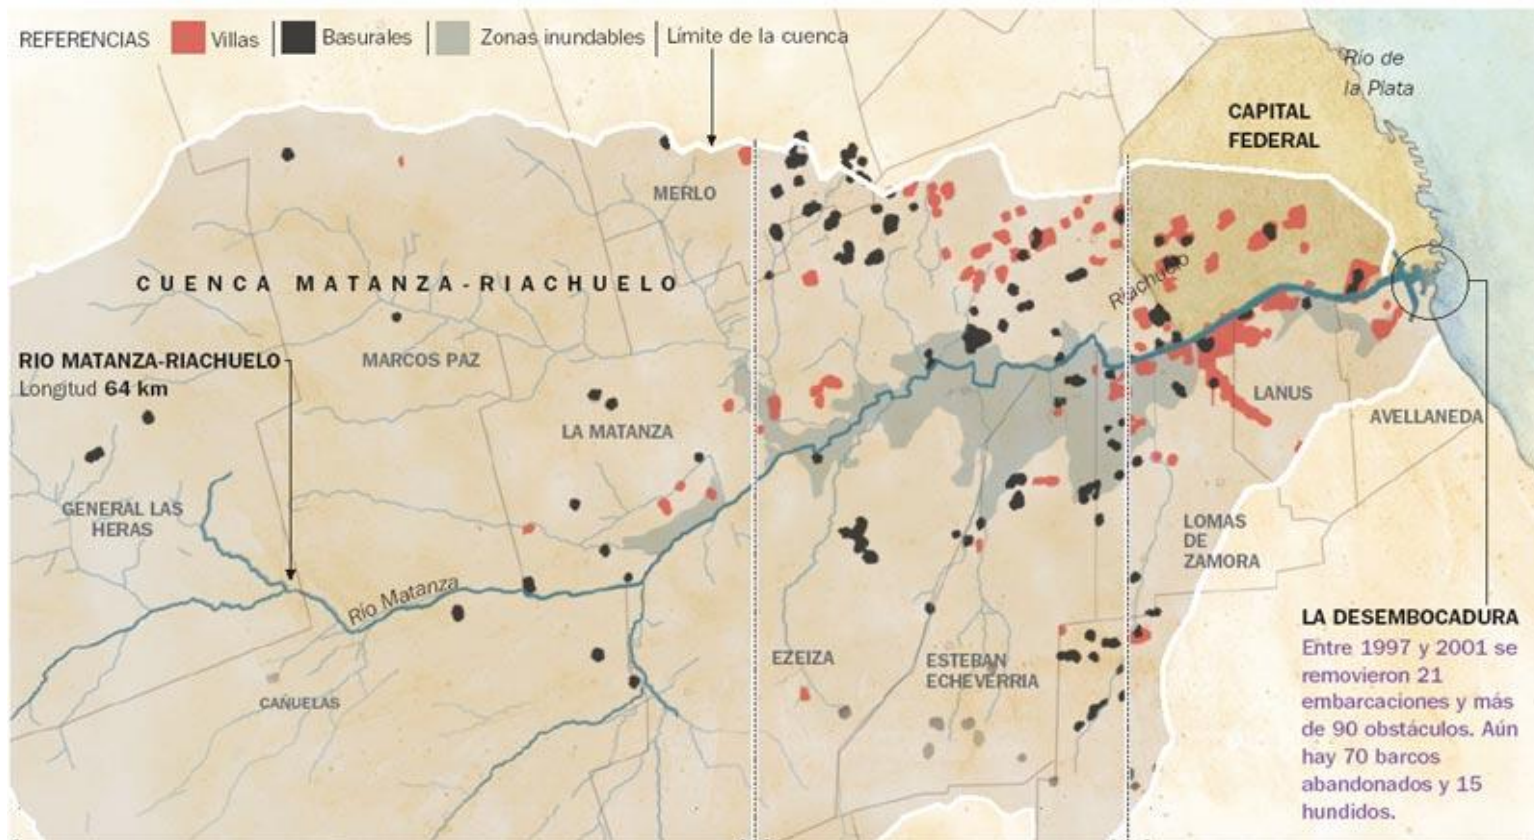 REFERENCIAS Villas Basurales Zonas inundables Límite de la cuenca
Río de
la Plata
CAPITAL
FEDERAL
MERLO
CUENCA MATANZA-RIACHUELO
Riachuelo
RIO MATANZA-RIACHUELO
Longitud 64 km
MARCOS PAZ
LA MATANZA
LANUS
AVELLANEDA
GENERAL LAS
HERAS
LOMAS
DE
ZAMORA
Río Matanza
EZEIZA
ESTEBAN
ECHEVERRIA
CAÑUELAS
LA DESEMBOCADURA
Entre 1997 y 2001 se
removieron 21
embarcaciones y más
de 90 obstáculos. Aún
hay 70 barcos
abandonados y 15
hundidos.